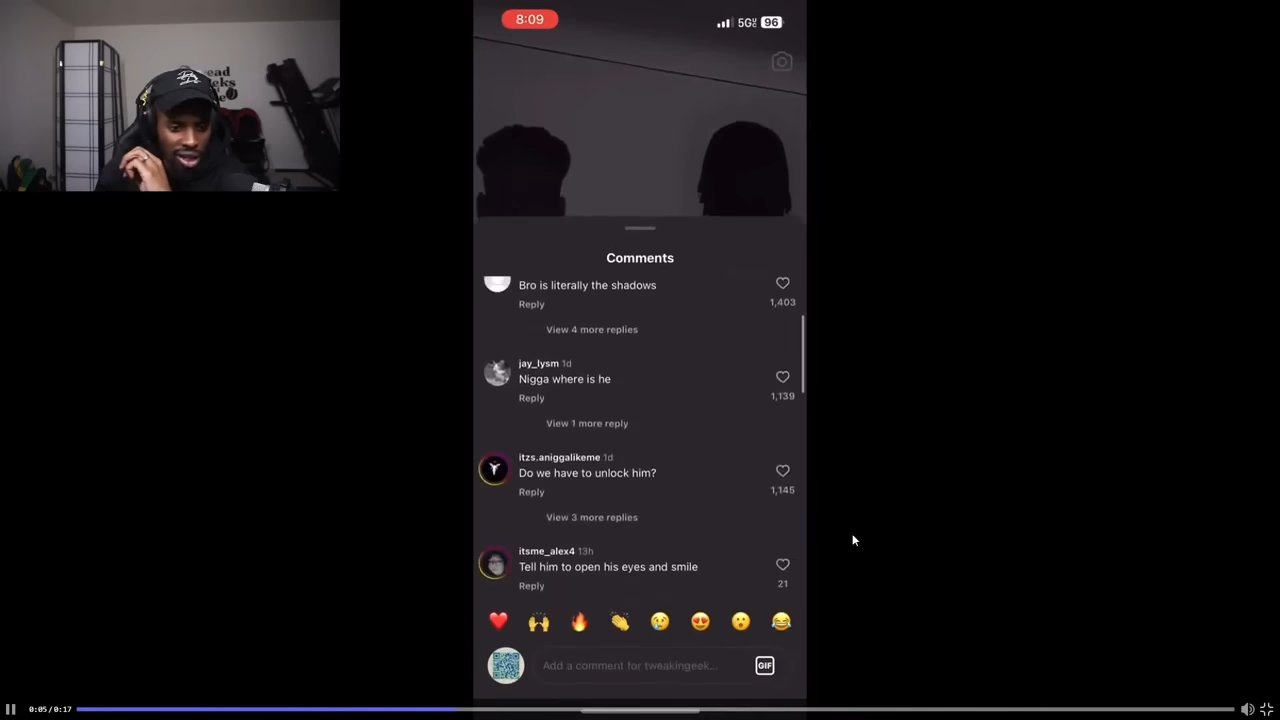 8:09
5G 96
ead
eks
e
Comments
Bro is literally the shadows
1,403
Reply
View 4 more replies
jay_lysm 1d
Nigga where is he
1,139
Reply
View 1 more reply
itzs.aniggalikeme 1d
Do we have to unlock him?
1,145
Reply
View 3 more replies
itsme_alex4 13h
Tell him to open his eyes and smile
21
Reply
Add a comment for tweakingeek...
GIF
0:05/0:17